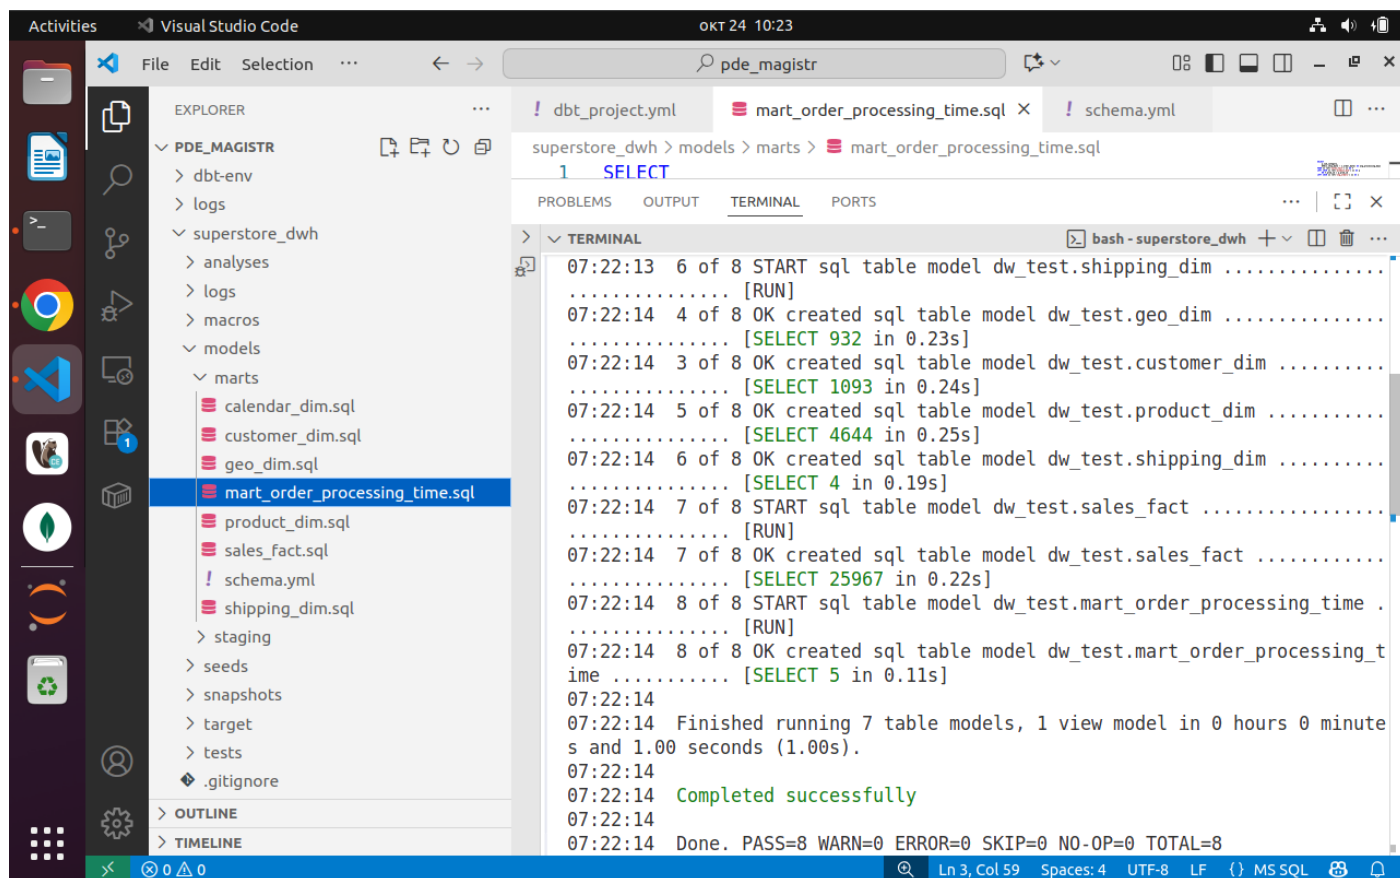 Activities
Visual Studio Code
окт 24 10:23
File Edit Selection ···
pde_magistr
EXPLORER
PDE_MAGISTR
dbt-env
logs
superstore_dwh
analyses
logs
macros
models
marts
calendar_dim.sql
customer_dim.sql
geo_dim.sql
mart_order_processing_time.sql
product_dim.sql
sales_fact.sql
! schema.yml
shipping_dim.sql
staging
seeds
snapshots
target
tests
.gitignore
OUTLINE
TIMELINE
1
! dbt_project.yml
mart_order_processing_time.sql
! schema.yml
superstore_dwh > models > marts > mart_order_processing_time.sql
1 SELECT
PROBLEMS OUTPUT TERMINAL PORTS
TERMINAL
bash - superstore_dwh
07:22:13 6 of 8 START sql table model dw_test.shipping_dim ...............
............... [RUN]
07:22:14 4 of 8 OK created sql table model dw_test.geo_dim ...............
............... [SELECT 932 in 0.23s]
07:22:14 3 of 8 OK created sql table model dw_test.customer_dim ..........
............... [SELECT 1093 in 0.24s]
07:22:14 5 of 8 OK created sql table model dw_test.product_dim ...........
............... [SELECT 4644 in 0.25s]
07:22:14 6 of 8 OK created sql table model dw_test.shipping_dim ..........
............... [SELECT 4 in 0.19s]
07:22:14 7 of 8 START sql table model dw_test.sales_fact .................
............... [RUN]
07:22:14 7 of 8 OK created sql table model dw_test.sales_fact ............
............... [SELECT 25967 in 0.22s]
07:22:14 8 of 8 START sql table model dw_test.mart_order_processing_time .
............... [RUN]
07:22:14 8 of 8 OK created sql table model dw_test.mart_order_processing_t
ime ........... [SELECT 5 in 0.11s]
07:22:14
07:22:14 Finished running 7 table models, 1 view model in 0 hours 0 minute
s and 1.00 seconds (1.00s).
07:22:14
07:22:14 Completed successfully
07:22:14
07:22:14 Done. PASS=8 WARN=0 ERROR=0 SKIP=0 NO-OP=0 TOTAL=8
0 0
Ln 3, Col 59 Spaces: 4 UTF-8 LF {} MS SQL